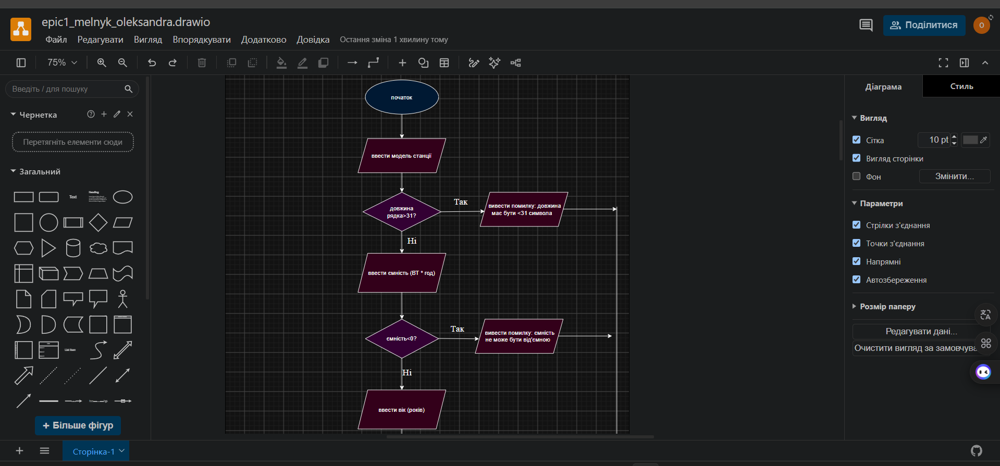 epic1_melnyk_oleksandra.drawio
Файл Редагувати Вигляд Впорядкувати Додатково Довідка Остання зміна 1 хвилину тому
Поділитися
О
75%
Введіть / для пошуку
Чернетка
Перетягніть елементи сюди
Загальний
Text
Heading
List Item
+ Більше фігур
початок
ввести модель станції
довжина
рядка>31?
Так
вивести помилку: довжина
має бути <31 символа
Ні
ввести ємність (ВТ * год)
ємність<0?
Так
вивести помилку: ємність
не може бути від'ємною
Ні
ввести вік (років)
Діаграма
Стиль
Вигляд
Сітка
10 pt
Вигляд сторінки
Фон
Змінити...
Параметри
Стрілки з'єднання
Точки з'єднання
Напрямні
Автозбереження
Розмір паперу
Редагувати дані...
Очистити вигляд за замовчува
Сторінка-1